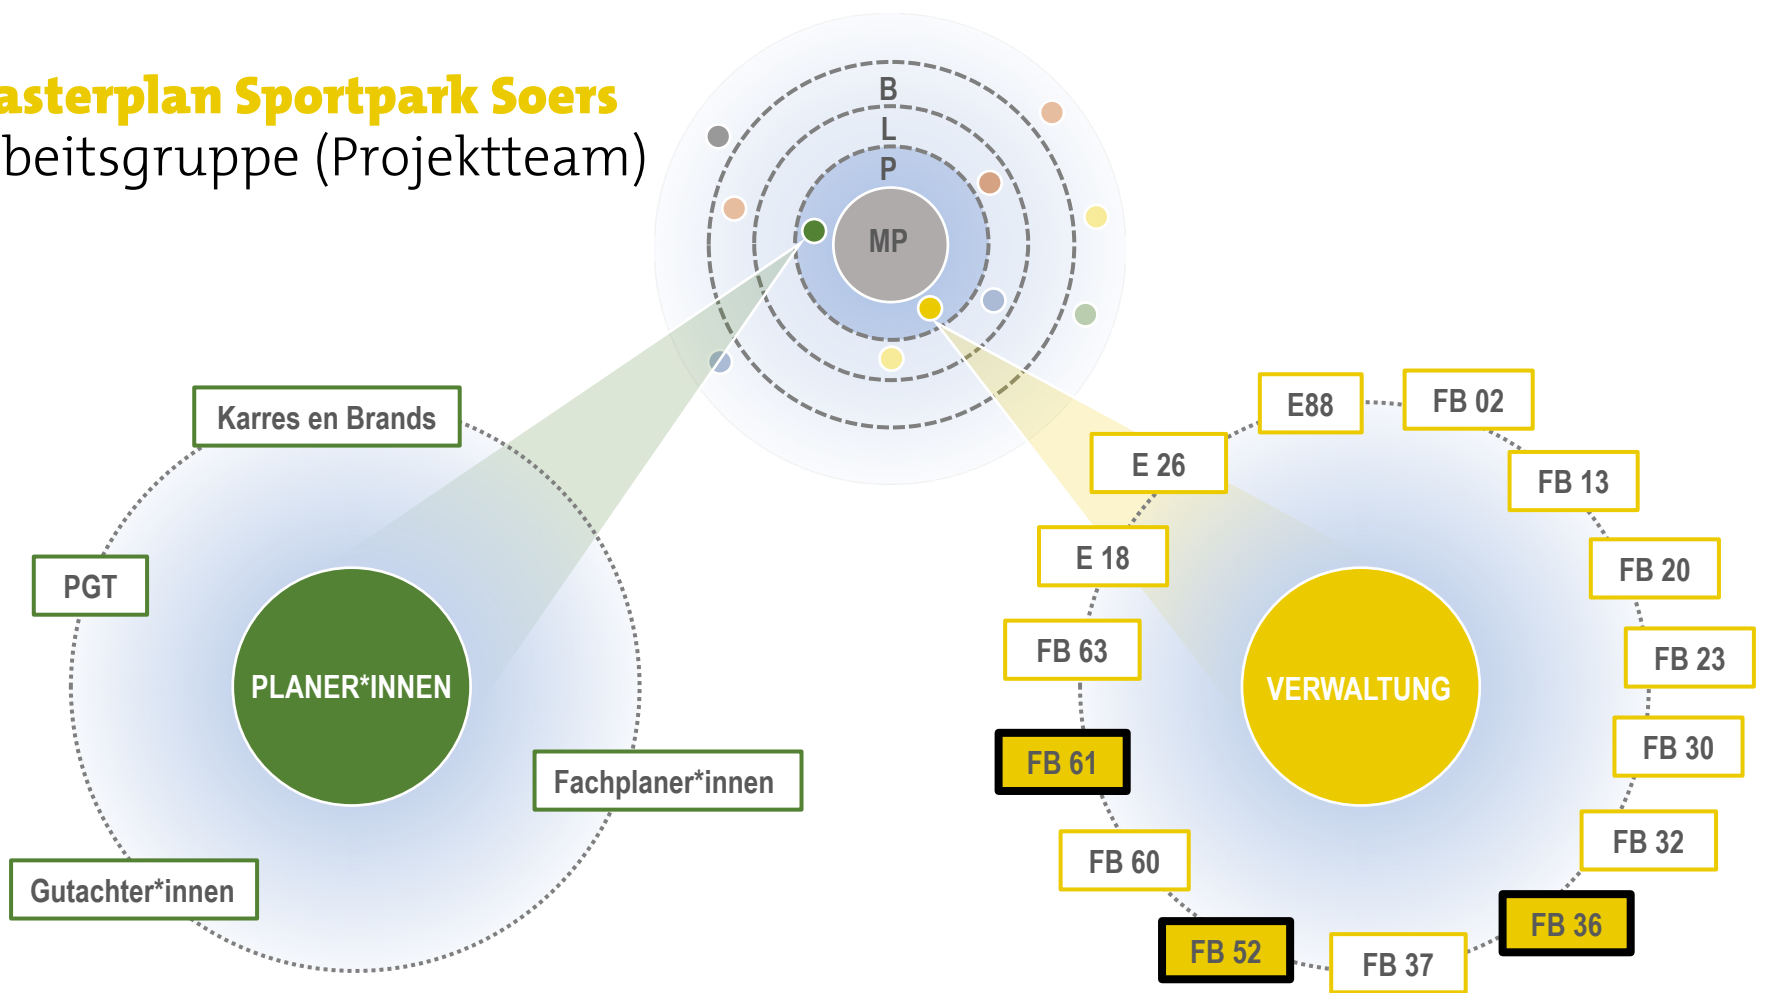 asterplan Sportpark Soers
beitsgruppe (Projektteam)
B
L
P
MP
Karres en Brands
PGT
PLANER*INNEN
Fachplaner*innen
Gutachter*innen
E88
FB 02
E 26
FB 13
E 18
FB 20
FB 63
FB 23
VERWALTUNG
FB 61
FB 30
FB 60
FB 32
FB 52
FB 36
FB 37